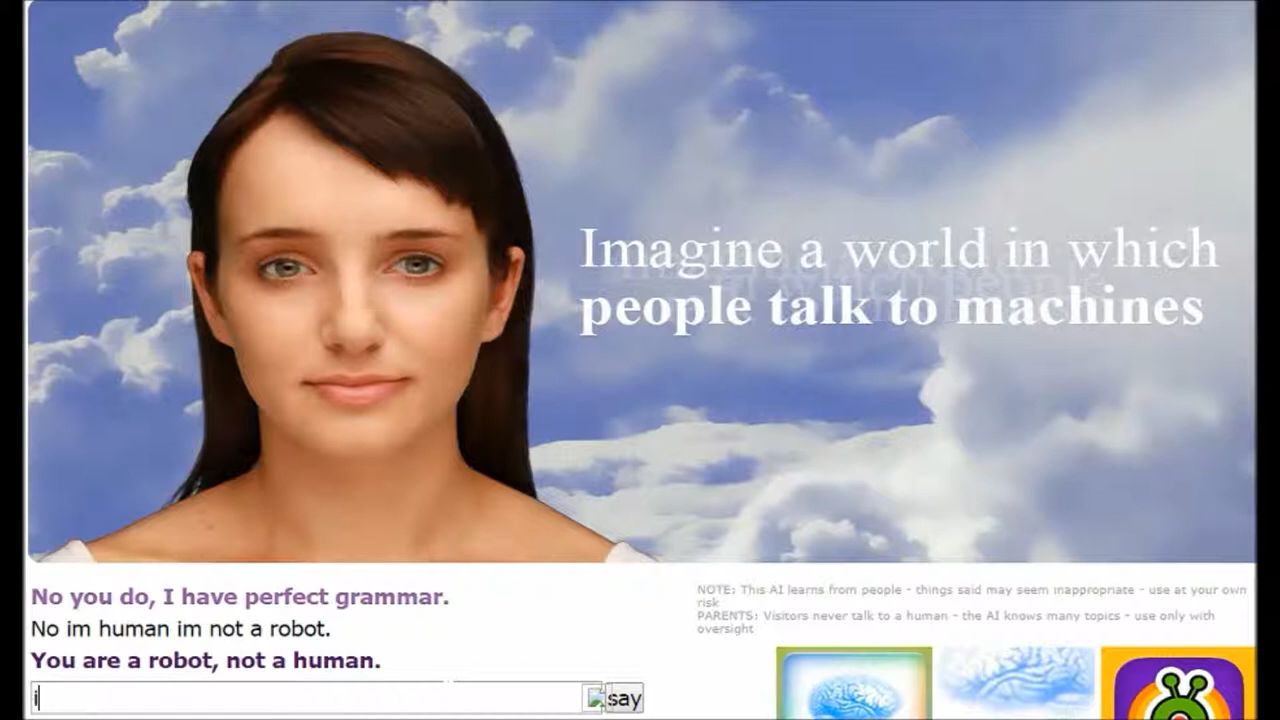 Imagine a world in which
people talk to machines
No you do, I have perfect grammar.
No im human im not a robot.
You are a robot, not a human.
i
say
NOTE: This AI learns from people - things said may seem inappropriate - use at your own
risk
PARENTS: Visitors never talk to a human - the AI knows many topics - use only with
oversight